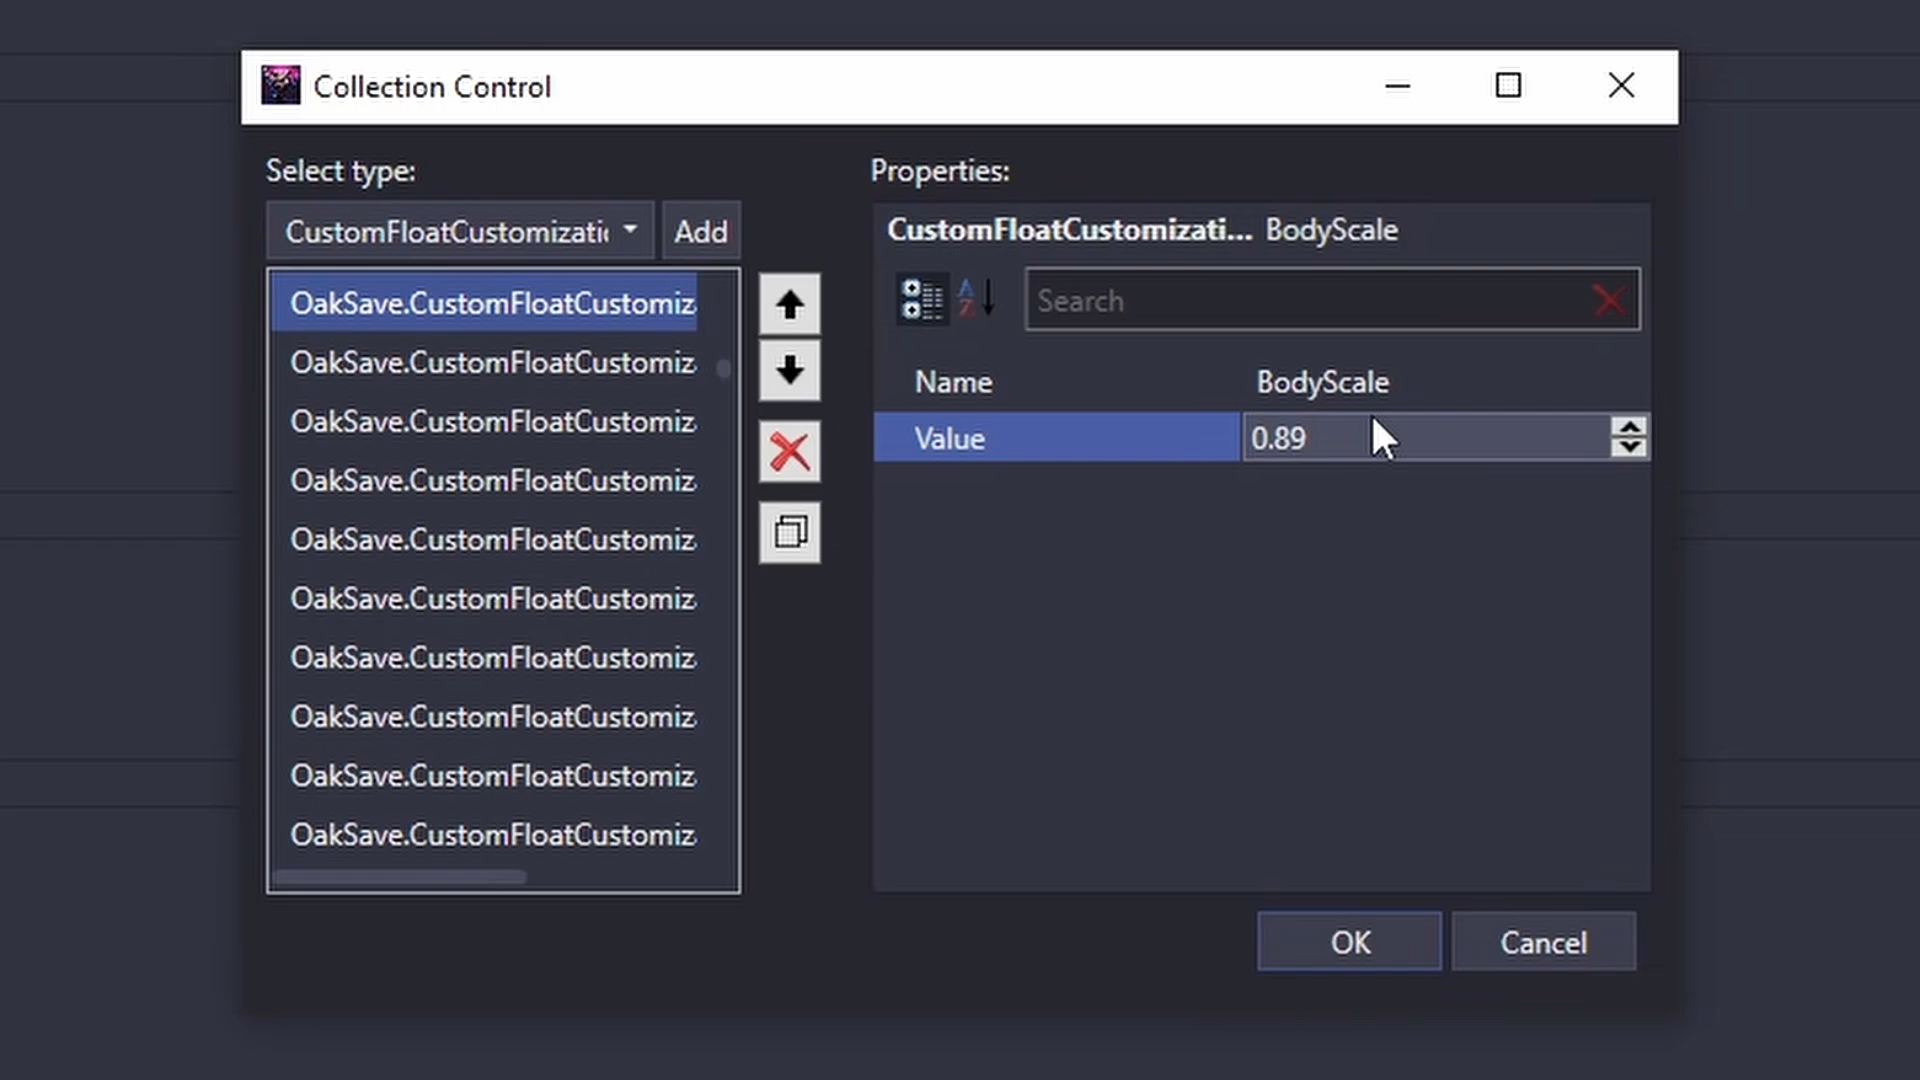 Collection Control
Select type:
CustomFloatCustomizatic
Add
OakSave.CustomFloatCustomiz
OakSave.CustomFloatCustomiz
OakSave.CustomFloatCustomiz
OakSave.CustomFloatCustomiz
OakSave.CustomFloatCustomiz
OakSave.CustomFloatCustomiz
OakSave.CustomFloatCustomiz
OakSave.CustomFloatCustomiz
OakSave.CustomFloatCustomiz
OakSave.CustomFloatCustomiz
Properties:
CustomFloatCustomizati... BodyScale
A
Z
Search
Name BodyScale
Value 0.89
OK Cancel